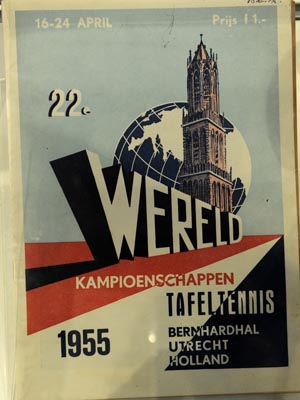 16-24 APRIL
Prijs f 1.-
22e
WERELD
KAMPIOENSCHAPPEN
TAFELTENNIS
1955
BERNHARDHAL
UTRECHT
HOLLAND